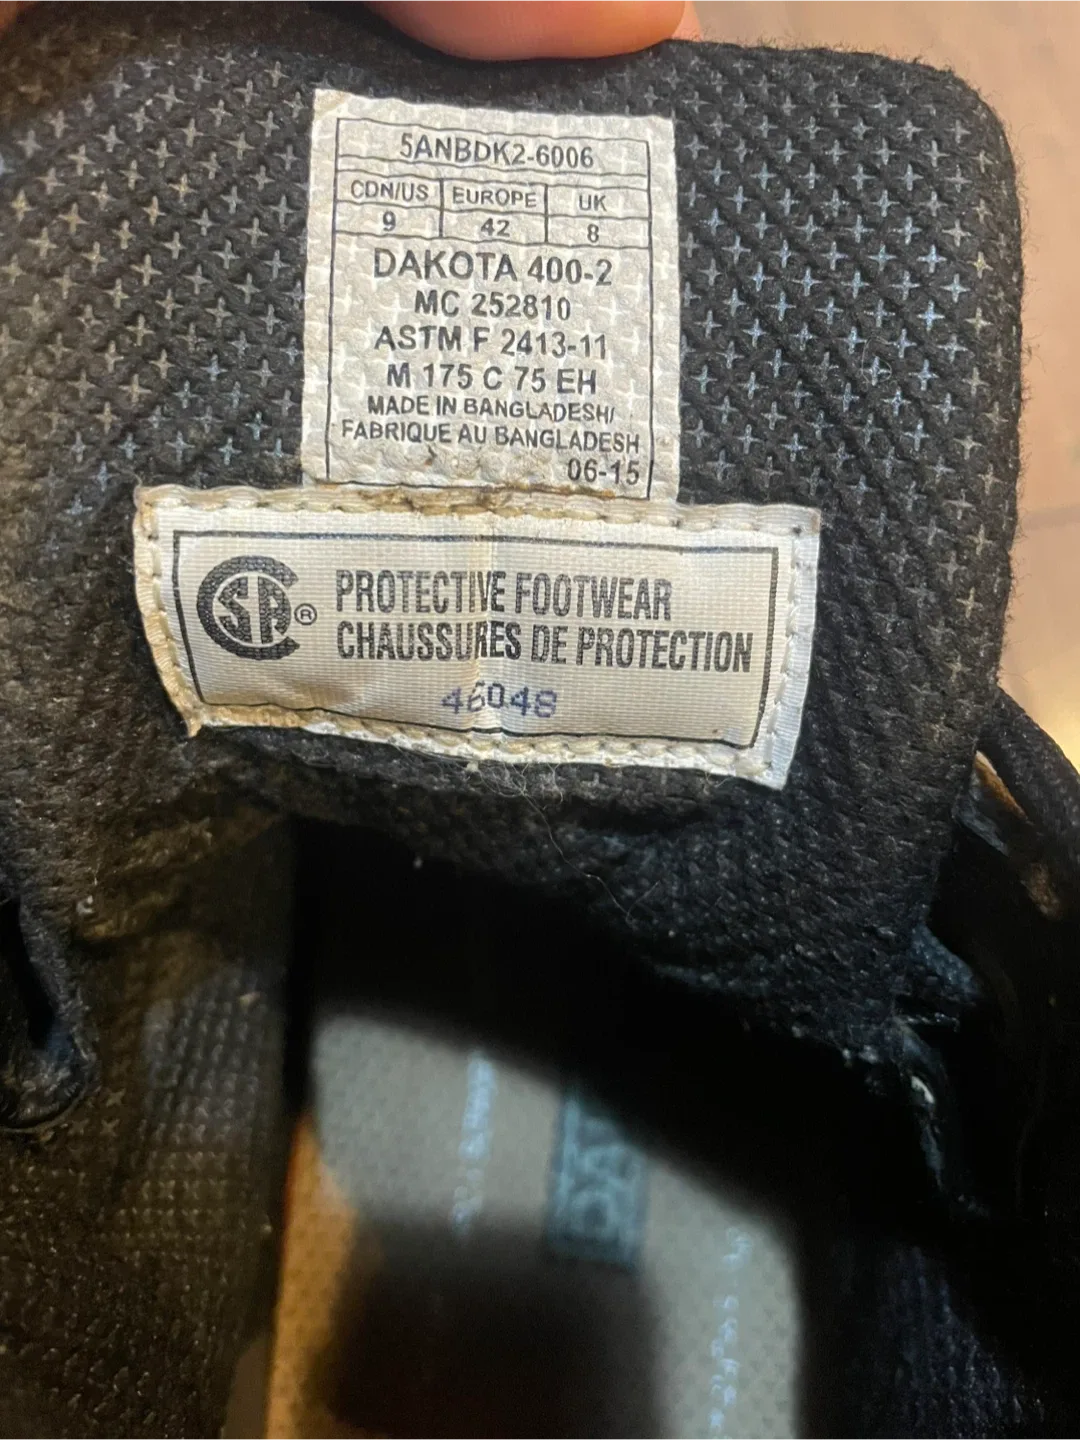 5ANBDK2-6006
CDN/US EUROPE UK
9 42 8
DAKOTA 400-2
MC 252810
ASTM F 2413-11
M 175 C 75 EH
MADE IN BANGLADESH/
FABRIQUE AU BANGLADESH
06-15
CSA®
PROTECTIVE FOOTWEAR
CHAUSSURES DE PROTECTION
46048